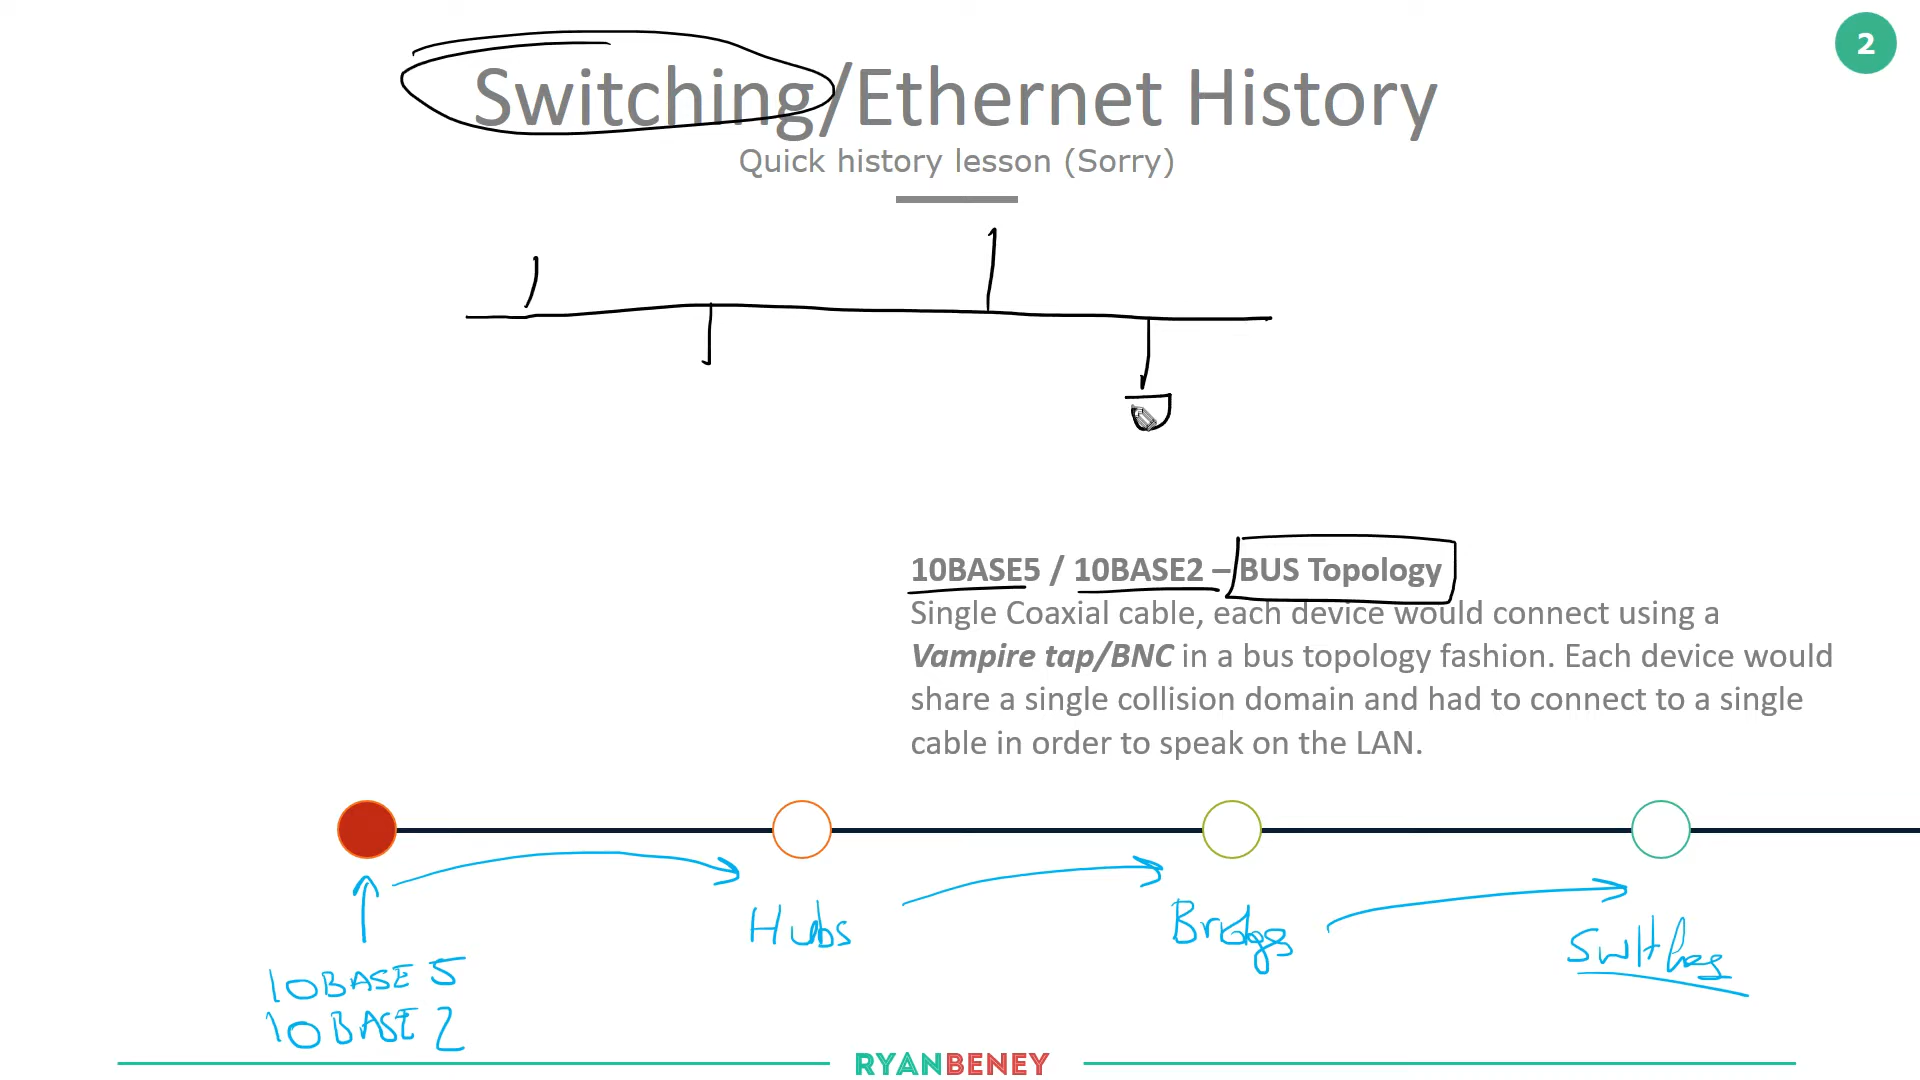 2
Switching/Ethernet History
Quick history lesson (Sorry)
10BASE5 / 10BASE2 – BUS Topology
Single Coaxial cable, each device would connect using a
Vampire tap/BNC in a bus topology fashion. Each device would
share a single collision domain and had to connect to a single
cable in order to speak on the LAN.
Hubs
Bridges
Switches
10BASE 5
10BASE 2
RYANBENEY